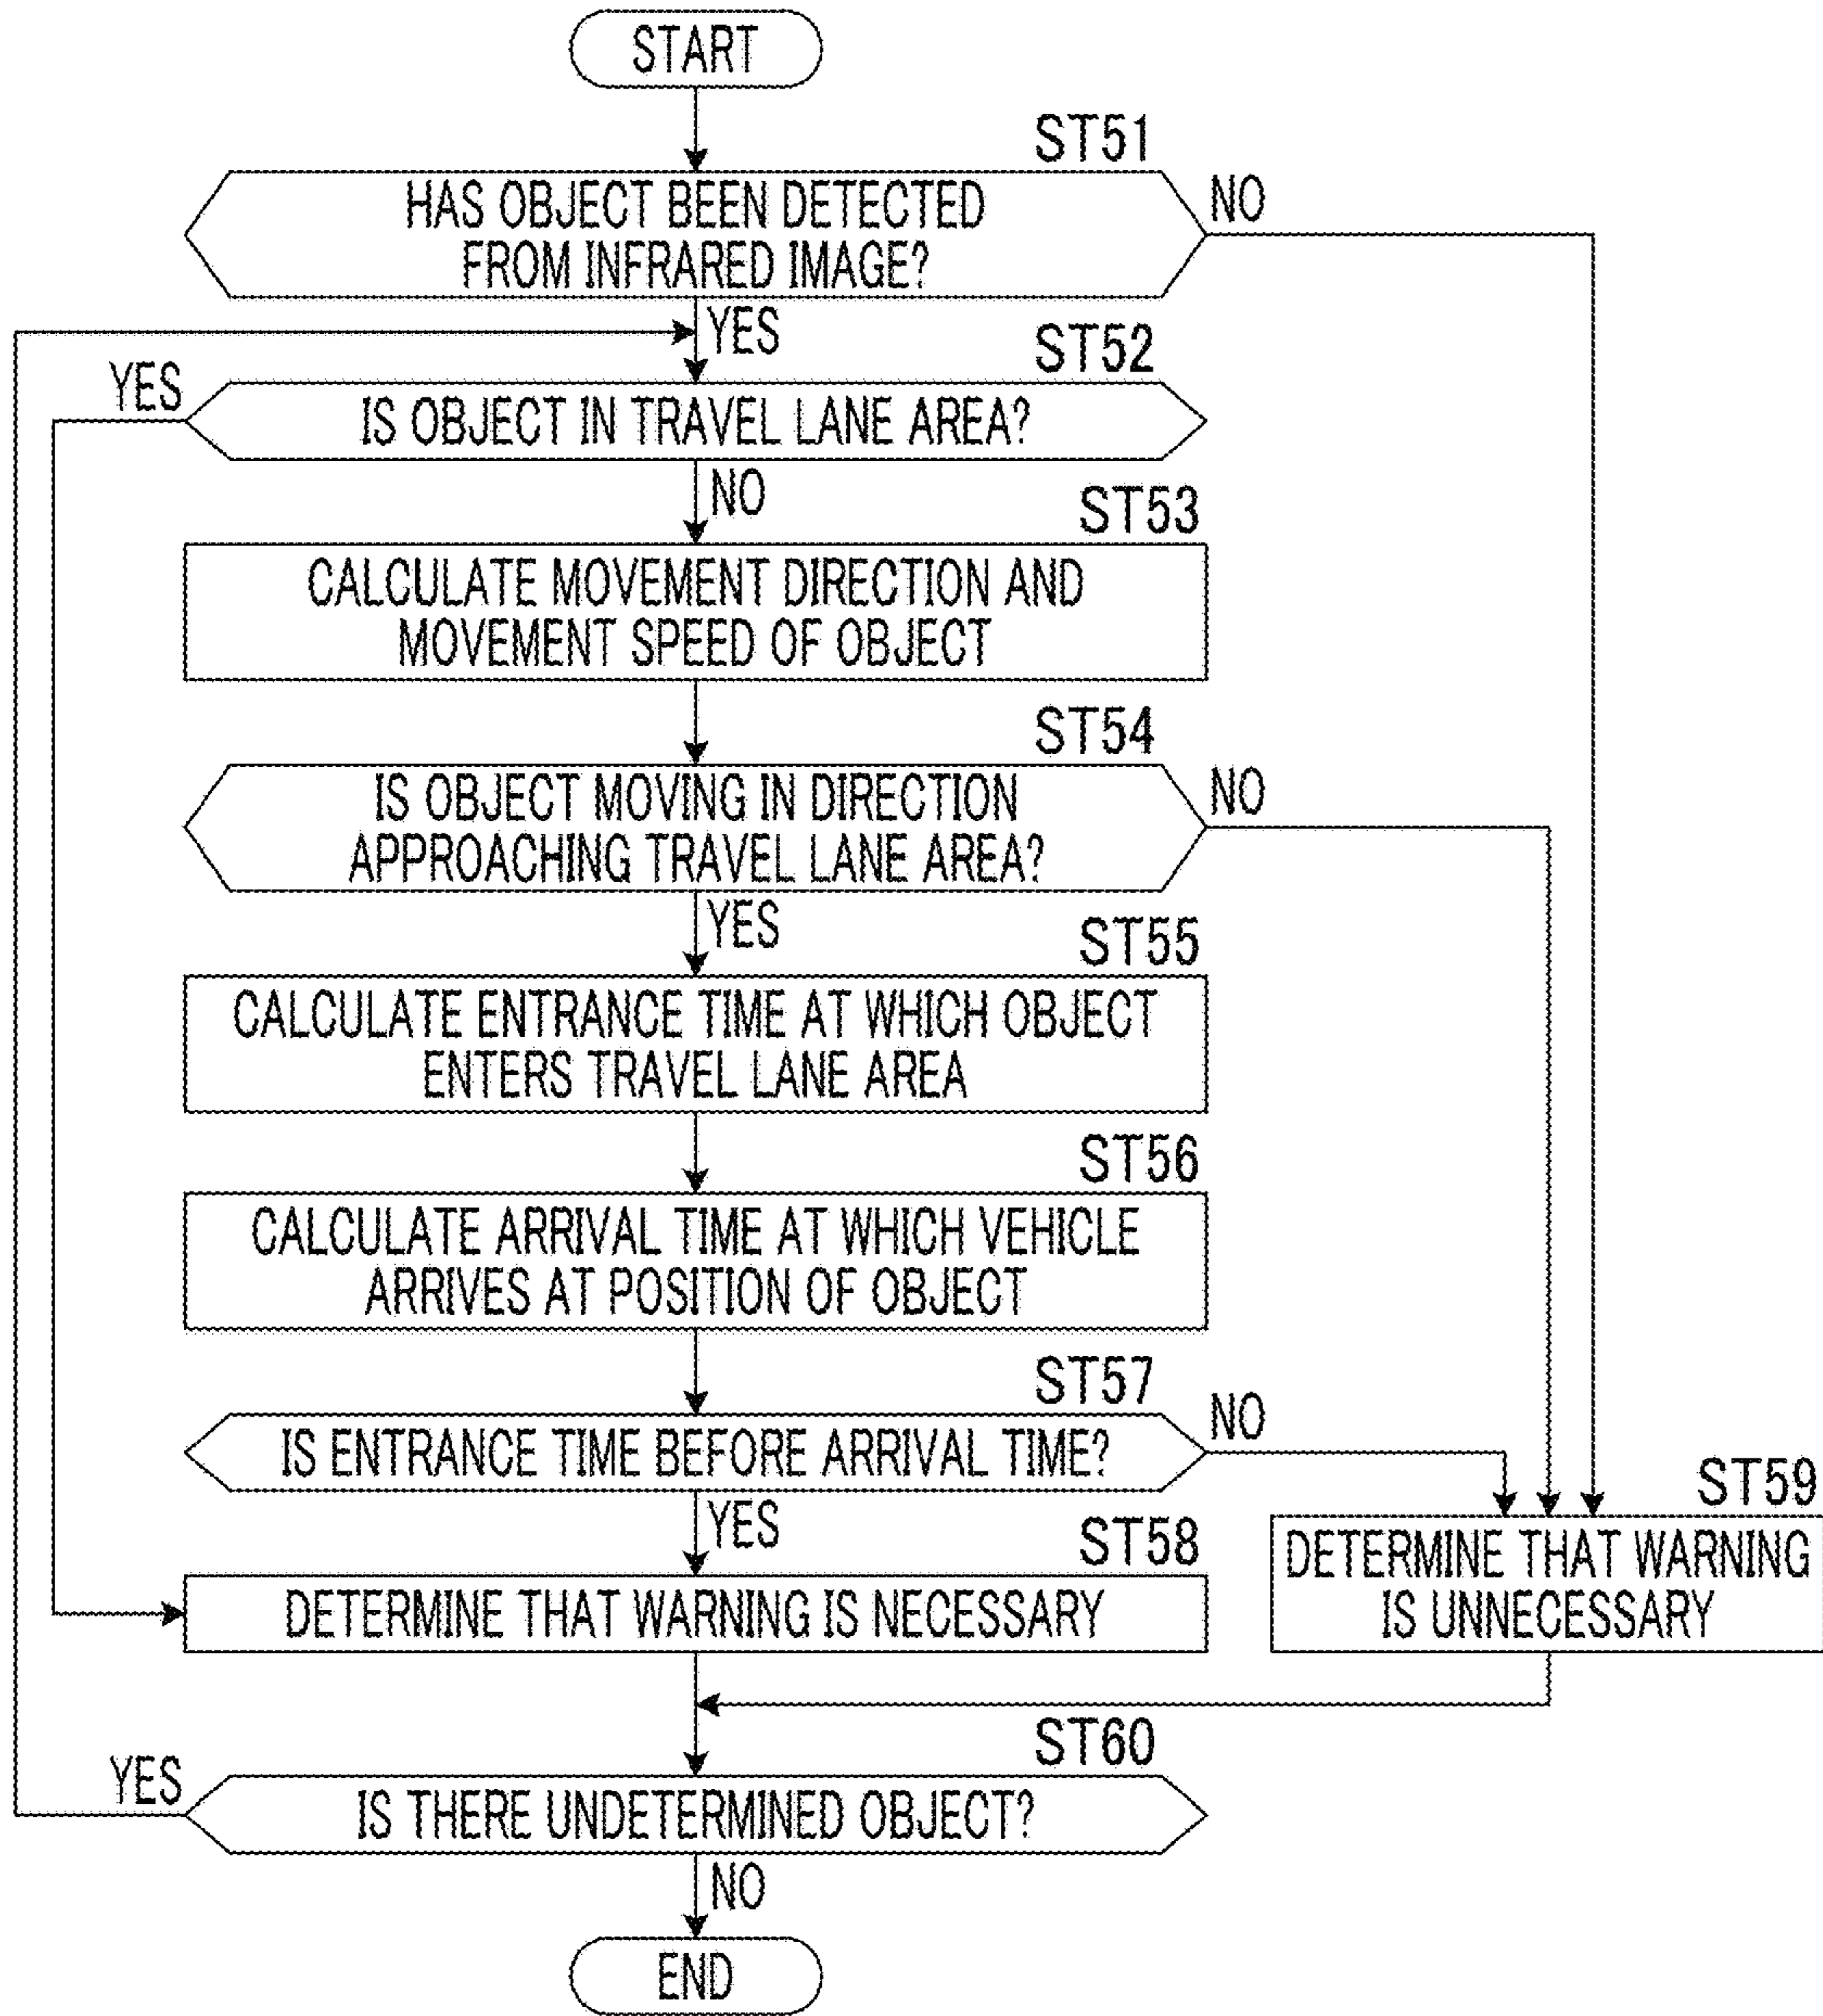 START
ST51
HAS OBJECT BEEN DETECTED
FROM INFRARED IMAGE?
NO
YES
ST52
YES
IS OBJECT IN TRAVEL LANE AREA?
NO
ST53
CALCULATE MOVEMENT DIRECTION AND
MOVEMENT SPEED OF OBJECT
ST54
IS OBJECT MOVING IN DIRECTION
APPROACHING TRAVEL LANE AREA?
NO
YES
ST55
CALCULATE ENTRANCE TIME AT WHICH OBJECT
ENTERS TRAVEL LANE AREA
ST56
CALCULATE ARRIVAL TIME AT WHICH VEHICLE
ARRIVES AT POSITION OF OBJECT
ST57
IS ENTRANCE TIME BEFORE ARRIVAL TIME?
NO
YES
ST58
DETERMINE THAT WARNING IS NECESSARY
ST59
DETERMINE THAT WARNING
IS UNNECESSARY
ST60
YES
IS THERE UNDETERMINED OBJECT?
NO
END